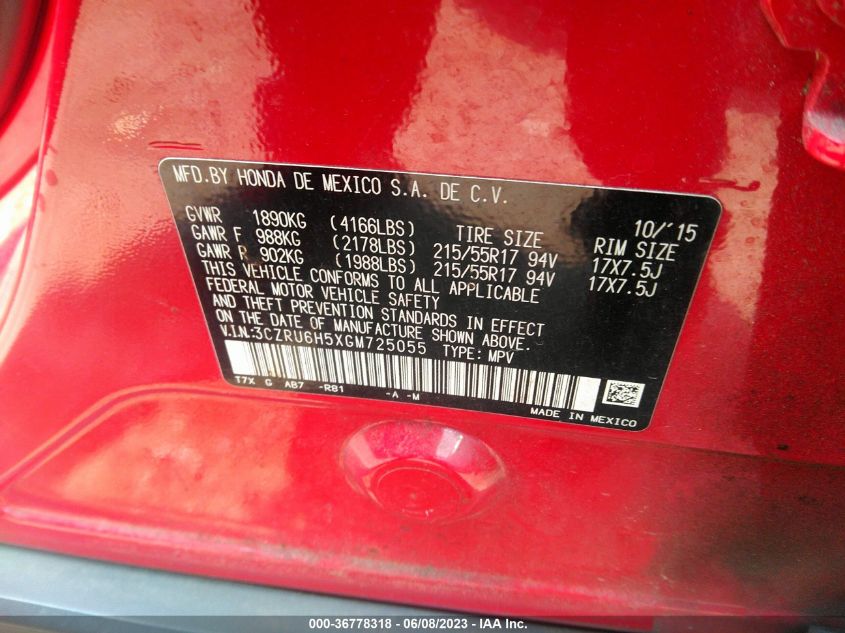 MFD.BY HONDA DE MEXICO S.A. DE C.V.
10/'15
GVWR 1890KG (4166LBS) TIRE SIZE RIM SIZE
GAWR F 988KG (2178LBS) 215/55R17 94V 17X7.5J
GAWR R 902KG (1988LBS) 215/55R17 94V 17X7.5J
THIS VEHICLE CONFORMS TO ALL APPLICABLE
FEDERAL MOTOR VEHICLE SAFETY
AND THEFT PREVENTION STANDARDS IN EFFECT
ON THE DATE OF MANUFACTURE SHOWN ABOVE.
V.I.N:3CZRU6H5XGM725055 TYPE: MPV
T7X G AB7 -R81 -A -M
MADE IN MEXICO
000-36778318 - 06/08/2023 - IAA Inc.